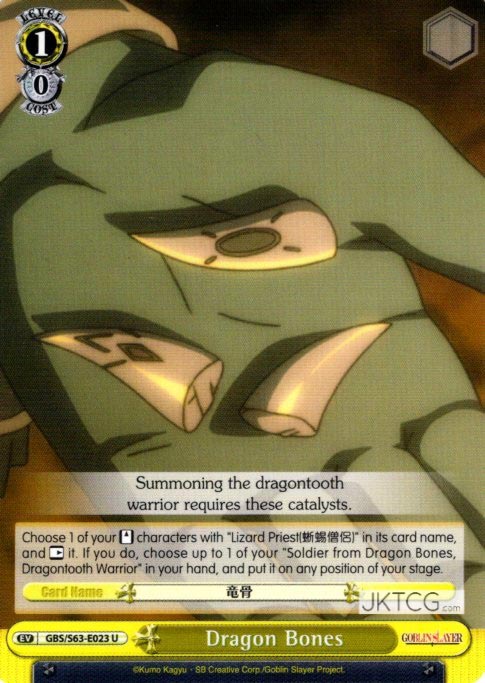 LEVEL
1
0
COST
Summoning the dragontooth
warrior requires these catalysts.
Choose 1 of your characters with "Lizard Priest(蜥蜴僧侶)" in its card name,
and it. If you do, choose up to 1 of your "Soldier from Dragon Bones,
Dragontooth Warrior" in your hand, and put it on any position of your stage.
Card Name 竜骨
JKTCG.com
EV GBS/S63-E023 U Dragon Bones GOBLIN SLAYER
©Kumo Kagyu・SB Creative Corp./Goblin Slayer Project.